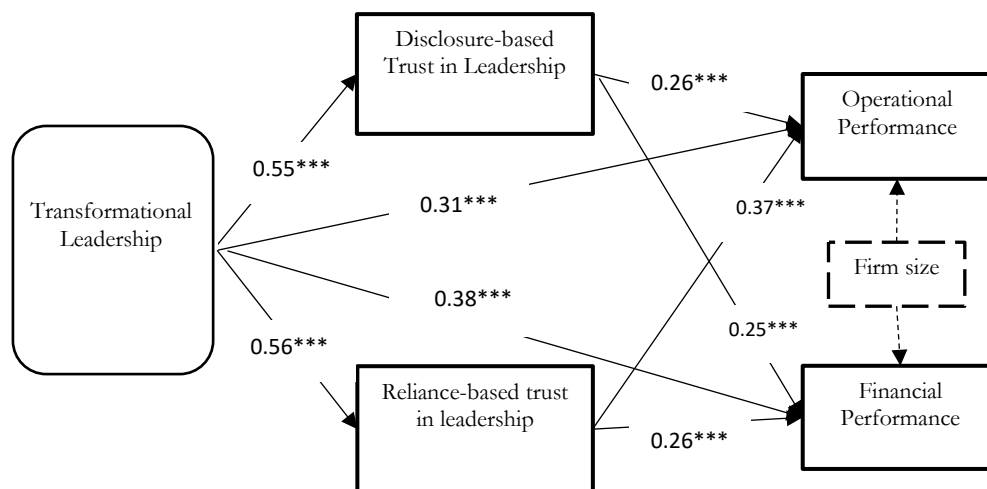 Disclosure-based
Trust in Leadership
0.26***
Operational
Performance
0.55***
Transformational
Leadership
0.31***
0.37***
Firm size
0.38***
0.25***
0.56***
Reliance-based trust
in leadership
Financial
Performance
0.26***